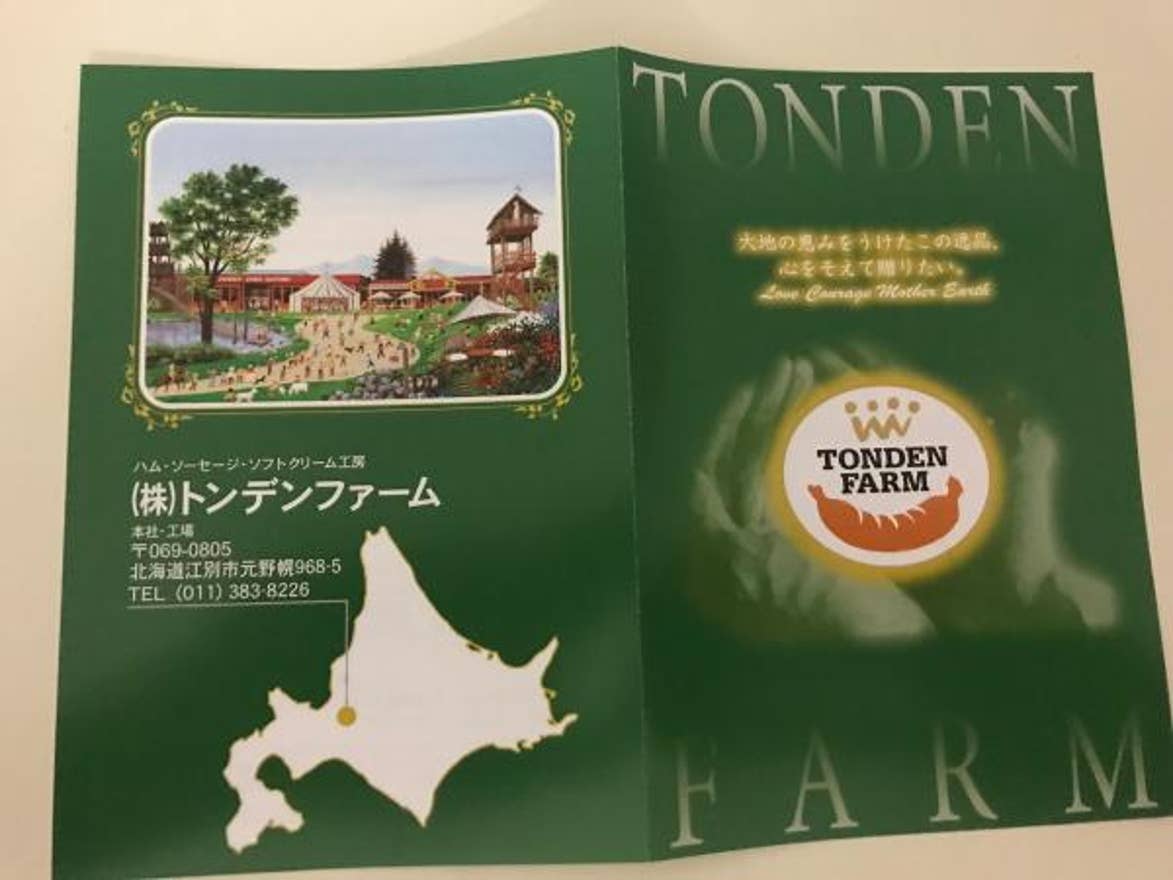 ハム・ソーセージ・ソフトクリーム工房
(株)トンデンファーム
本社・工場
〒069-0805
北海道江別市元野幌968-5
TEL (011) 383-8226
TONDEN
大地の恵みをうけたこの逸品、
心をそえて贈りたい。
Love Courage Mother Earth
TONDEN
FARM
FARM